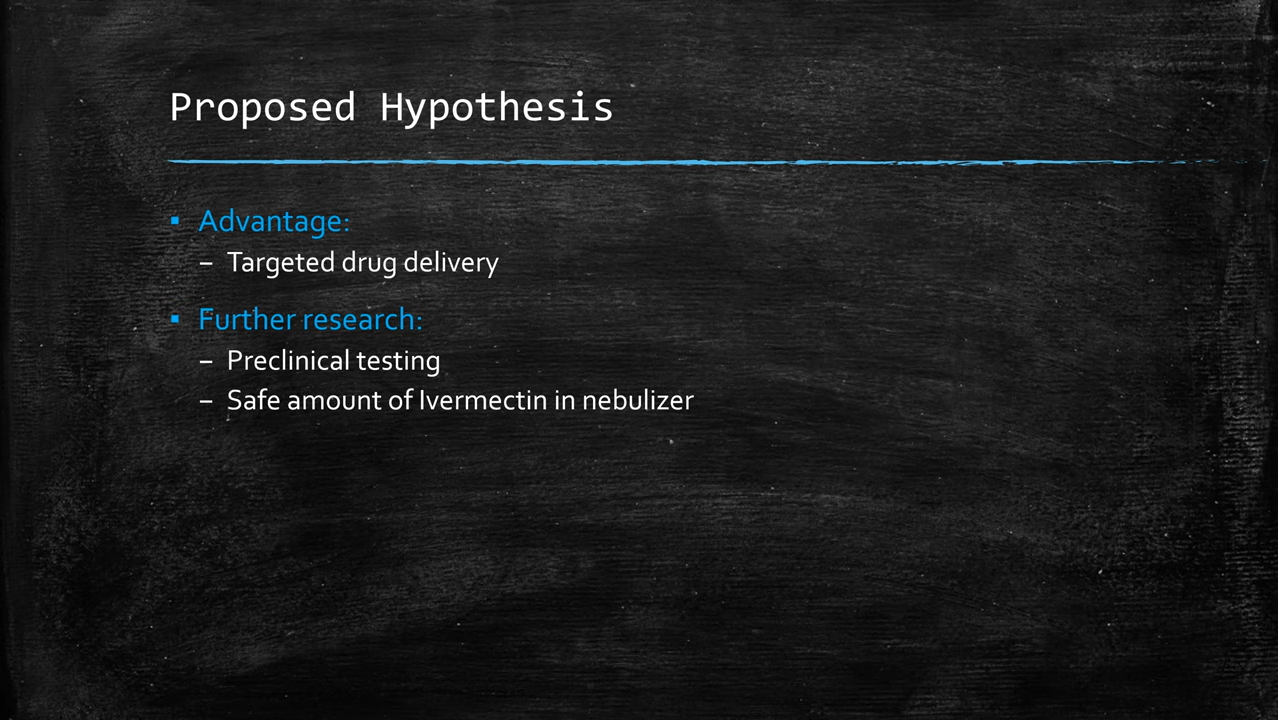 Proposed Hypothesis
▪ Advantage:
– Targeted drug delivery
▪ Further research:
– Preclinical testing
– Safe amount of Ivermectin in nebulizer